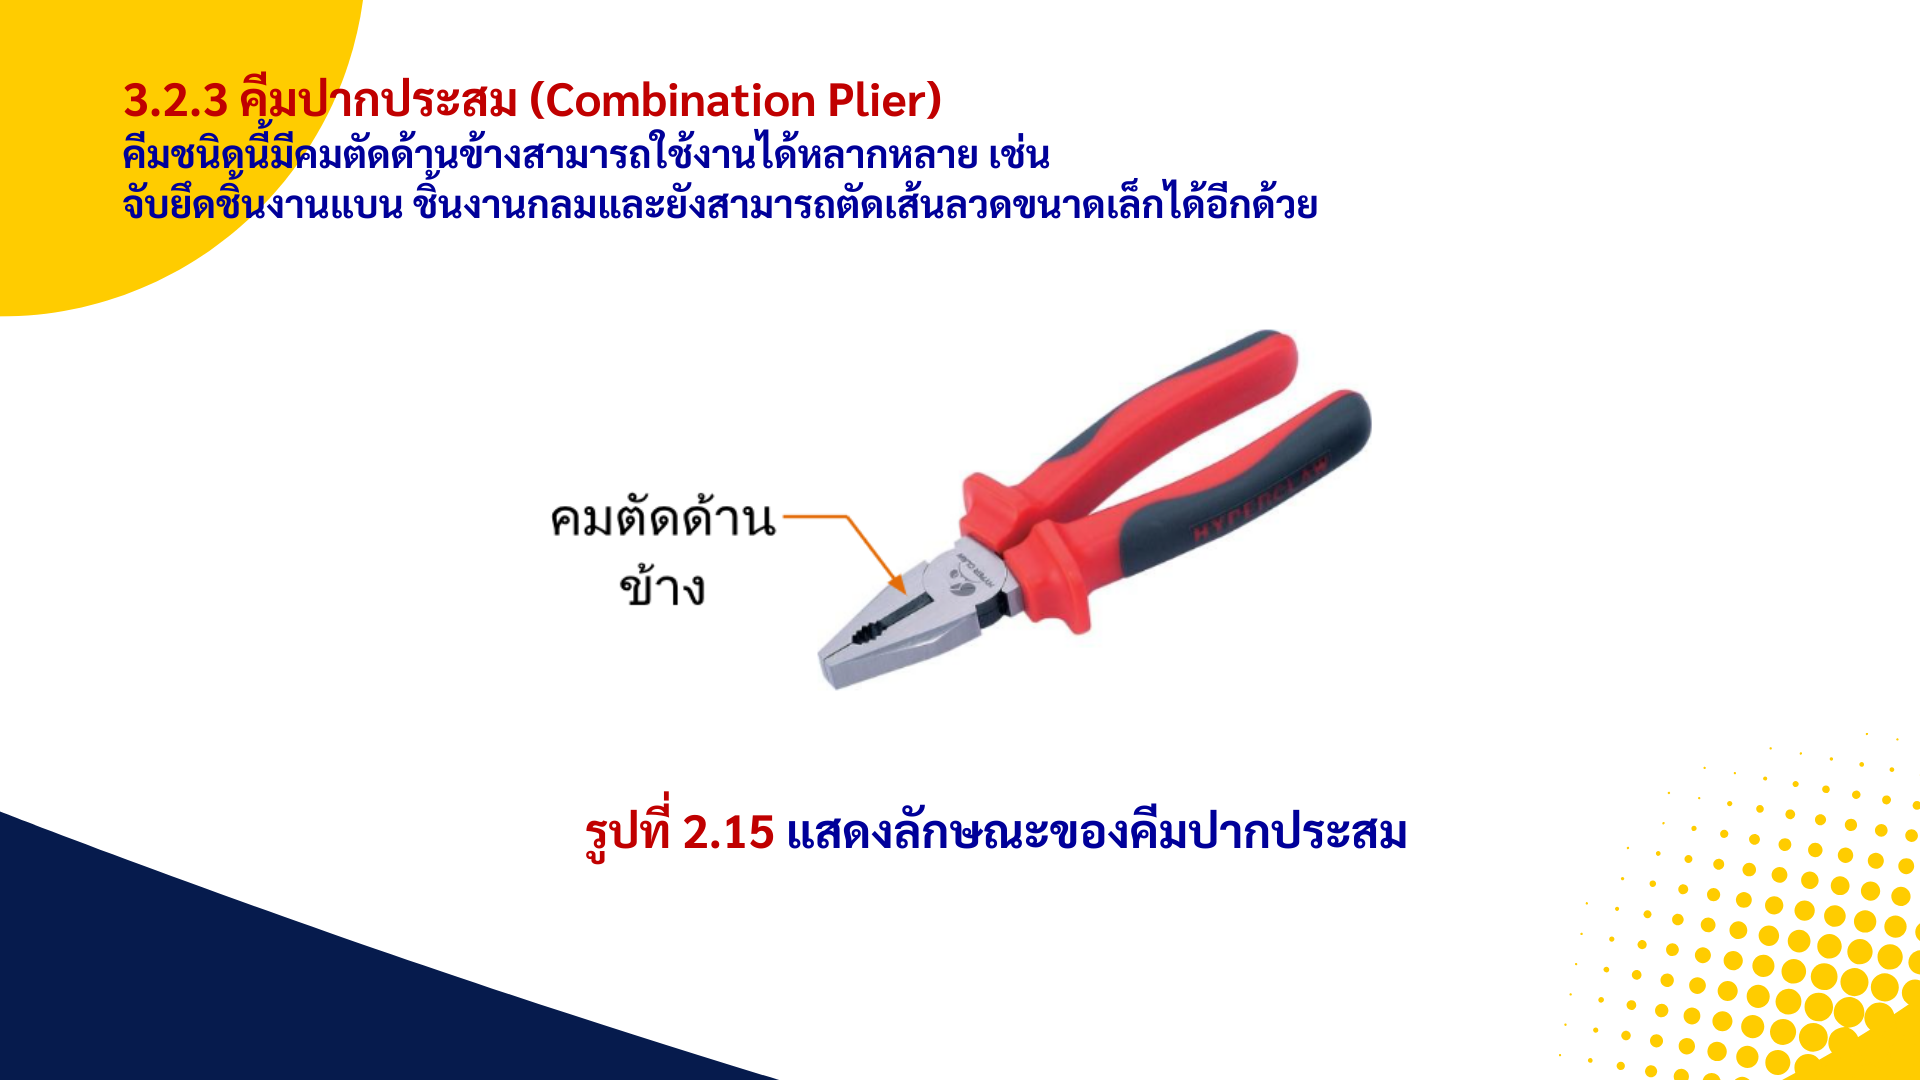 3.2.3 คีมปากประสม (Combination Plier)
คีมชนิดนี้มีคมตัดด้านข้างสามารถใช้งานได้หลากหลาย เช่น
จับยึดชิ้นงานแบน ชิ้นงานกลมและยังสามารถตัดเส้นลวดขนาดเล็กได้อีกด้วย
คมตัดด้าน
ข้าง
HYPERCLAW
HYPER CLAW
รูปที่ 2.15 แสดงลักษณะของคีมปากประสม